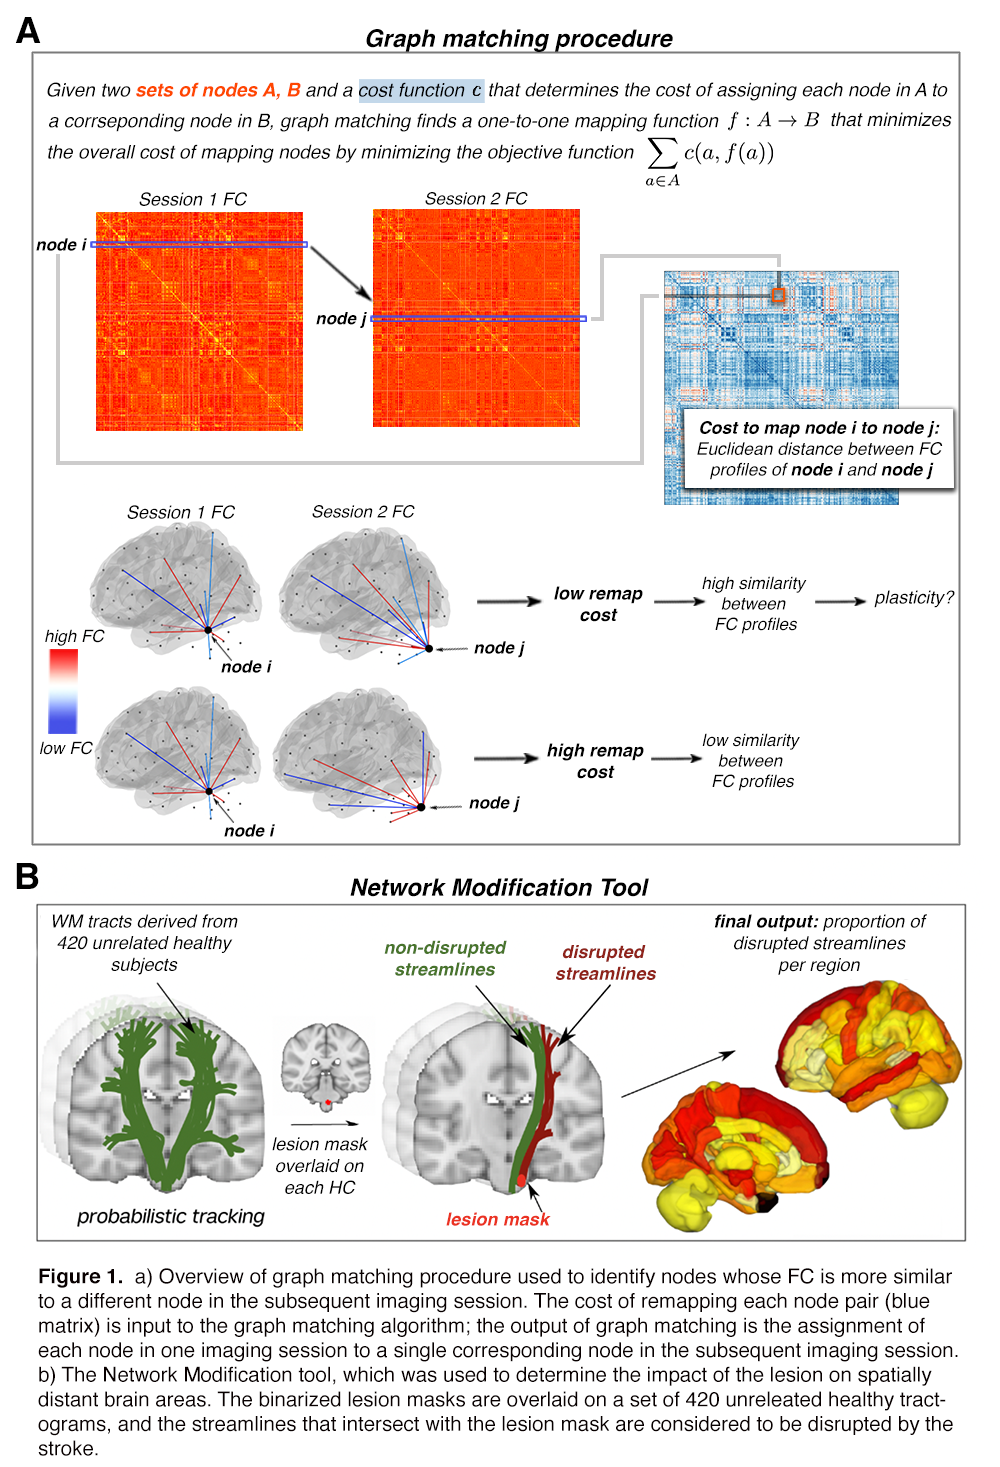 A
Graph matching procedure
Given two sets of nodes A, B and a cost function c that determines the cost of assigning each node in A to
a corrseponding node in B, graph matching finds a one-to-one mapping function f : A → B that minimizes
the overall cost of mapping nodes by minimizing the objective function ∑ c(a, f(a))
a∈A
Session 1 FC
Session 2 FC
node i
node j
Cost to map node i to node j:
Euclidean distance between FC
profiles of node i and node j
Session 1 FC
Session 2 FC
low remap
cost
high similarity
between
FC profiles
plasticity?
high FC
low FC
node i
node j
high remap
cost
low similarity
between
FC profiles
node i
node j
B
Network Modification Tool
WM tracts derived from
420 unrelated healthy
subjects
probabilistic tracking
lesion mask
overlaid on
each HC
non-disrupted
streamlines
disrupted
streamlines
lesion mask
final output: proportion of
disrupted streamlines
per region
Figure 1. a) Overview of graph matching procedure used to identify nodes whose FC is more similar
to a different node in the subsequent imaging session. The cost of remapping each node pair (blue
matrix) is input to the graph matching algorithm; the output of graph matching is the assignment of
each node in one imaging session to a single corresponding node in the subsequent imaging session.
b) The Network Modification tool, which was used to determine the impact of the lesion on spatially
distant brain areas. The binarized lesion masks are overlaid on a set of 420 unreleated healthy tract-
ograms, and the streamlines that intersect with the lesion mask are considered to be disrupted by the
stroke.